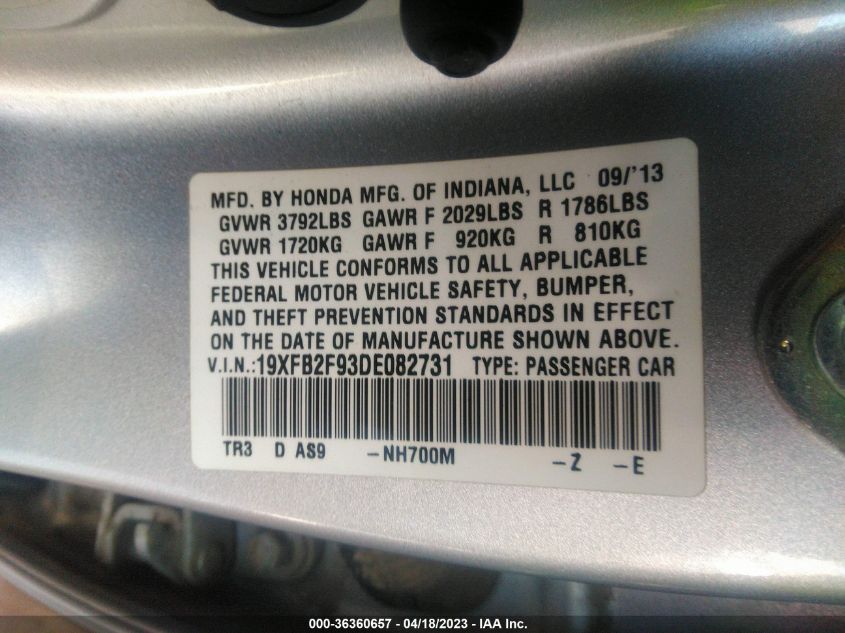 MFD. BY HONDA MFG. OF INDIANA, LLC 09/'13
GVWR 3792LBS GAWR F 2029LBS R 1786LBS
GVWR 1720KG GAWR F 920KG R 810KG
THIS VEHICLE CONFORMS TO ALL APPLICABLE
FEDERAL MOTOR VEHICLE SAFETY, BUMPER,
AND THEFT PREVENTION STANDARDS IN EFFECT
ON THE DATE OF MANUFACTURE SHOWN ABOVE.
V.I.N.:19XFB2F93DE082731 TYPE: PASSENGER CAR
TR3 D AS9 -NH700M -Z -E
000-36360657 - 04/18/2023 - IAA Inc.